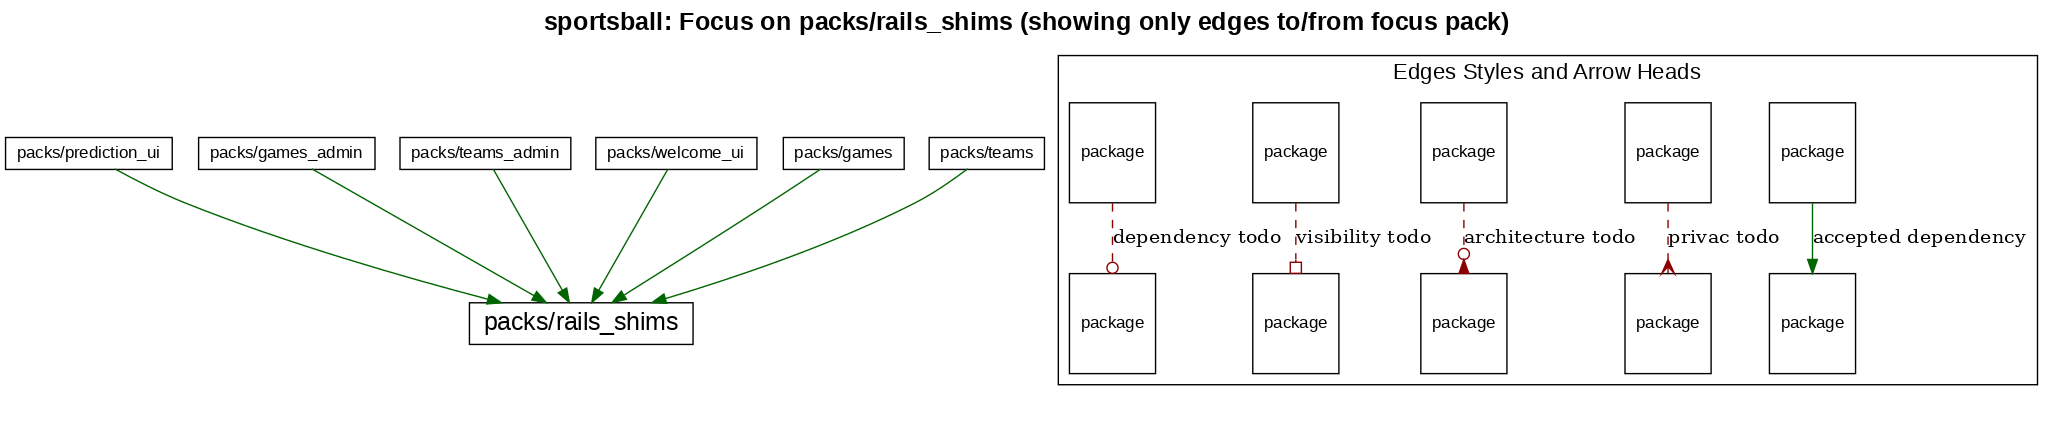 sportsball: Focus on packs/rails_shims (showing only edges to/from focus pack)
packs/prediction_ui
packs/games_admin
packs/teams_admin
packs/welcome_ui
packs/games
packs/teams
packs/rails_shims
Edges Styles and Arrow Heads
package
package
package
package
package
dependency todo
visibility todo
architecture todo
privac todo
accepted dependency
package
package
package
package
package